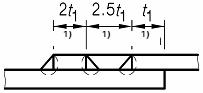 2t₁ 2.5t₁ t₁
1) 1) 1)